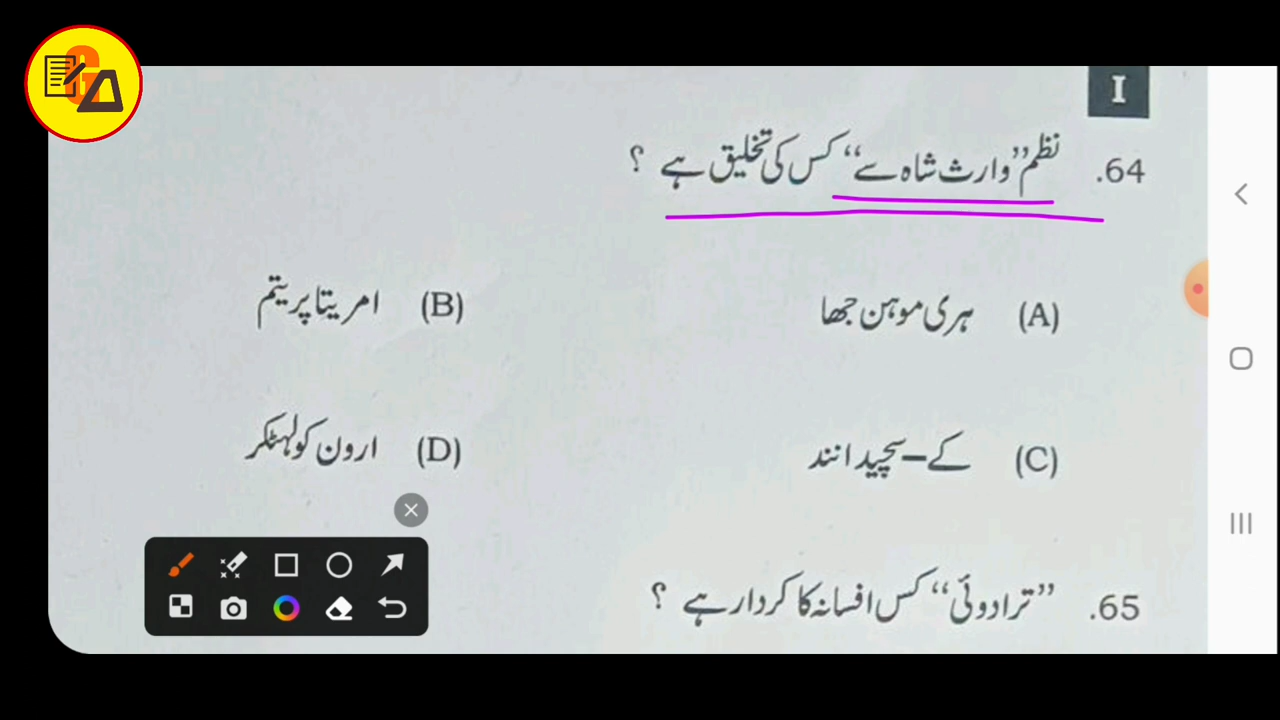 I
64. نظم ”وارث شاہ سے“ کس کی تخلیق ہے ؟
(A) ہری موہن جھا
(B) امریتا پریتم
(C) کے – سچیدانند
(D) ارون کولہٹکر
65. ”ترادوئی“ کس افسانہ کا کردار ہے ؟